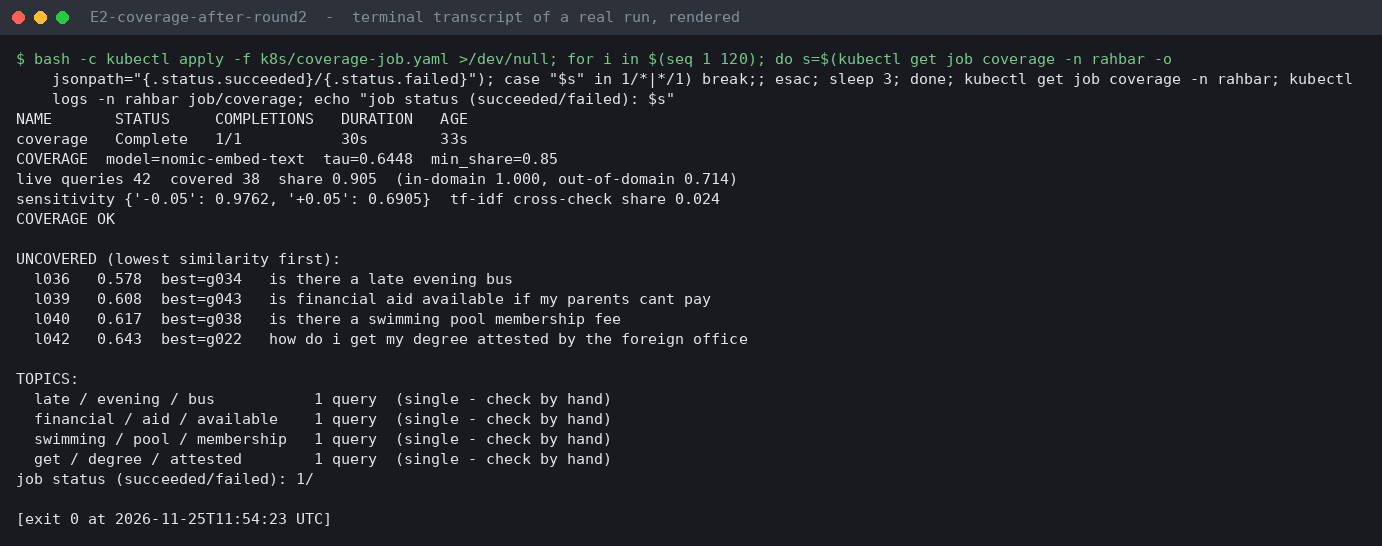 E2-coverage-after-round2  -  terminal transcript of a real run, rendered
$ bash -c kubectl apply -f k8s/coverage-job.yaml >/dev/null; for i in $(seq 1 120); do s=$(kubectl get job coverage -n rahbar -o
    jsonpath="{.status.succeeded}/{.status.failed}"); case "$s" in 1/*|*/1) break;; esac; sleep 3; done; kubectl get job coverage -n rahbar; kubectl
    logs -n rahbar job/coverage; echo "job status (succeeded/failed): $s"
NAME       STATUS     COMPLETIONS   DURATION   AGE
coverage   Complete   1/1           30s        33s
COVERAGE  model=nomic-embed-text  tau=0.6448  min_share=0.85
live queries 42  covered 38  share 0.905  (in-domain 1.000, out-of-domain 0.714)
sensitivity {'-0.05': 0.9762, '+0.05': 0.6905}  tf-idf cross-check share 0.024
COVERAGE OK

UNCOVERED (lowest similarity first):
  l036   0.578  best=g034   is there a late evening bus
  l039   0.608  best=g043   is financial aid available if my parents cant pay
  l040   0.617  best=g038   is there a swimming pool membership fee
  l042   0.643  best=g022   how do i get my degree attested by the foreign office

TOPICS:
  late / evening / bus           1 query  (single - check by hand)
  financial / aid / available    1 query  (single - check by hand)
  swimming / pool / membership   1 query  (single - check by hand)
  get / degree / attested        1 query  (single - check by hand)
job status (succeeded/failed): 1/

[exit 0 at 2026-11-25T11:54:23 UTC]